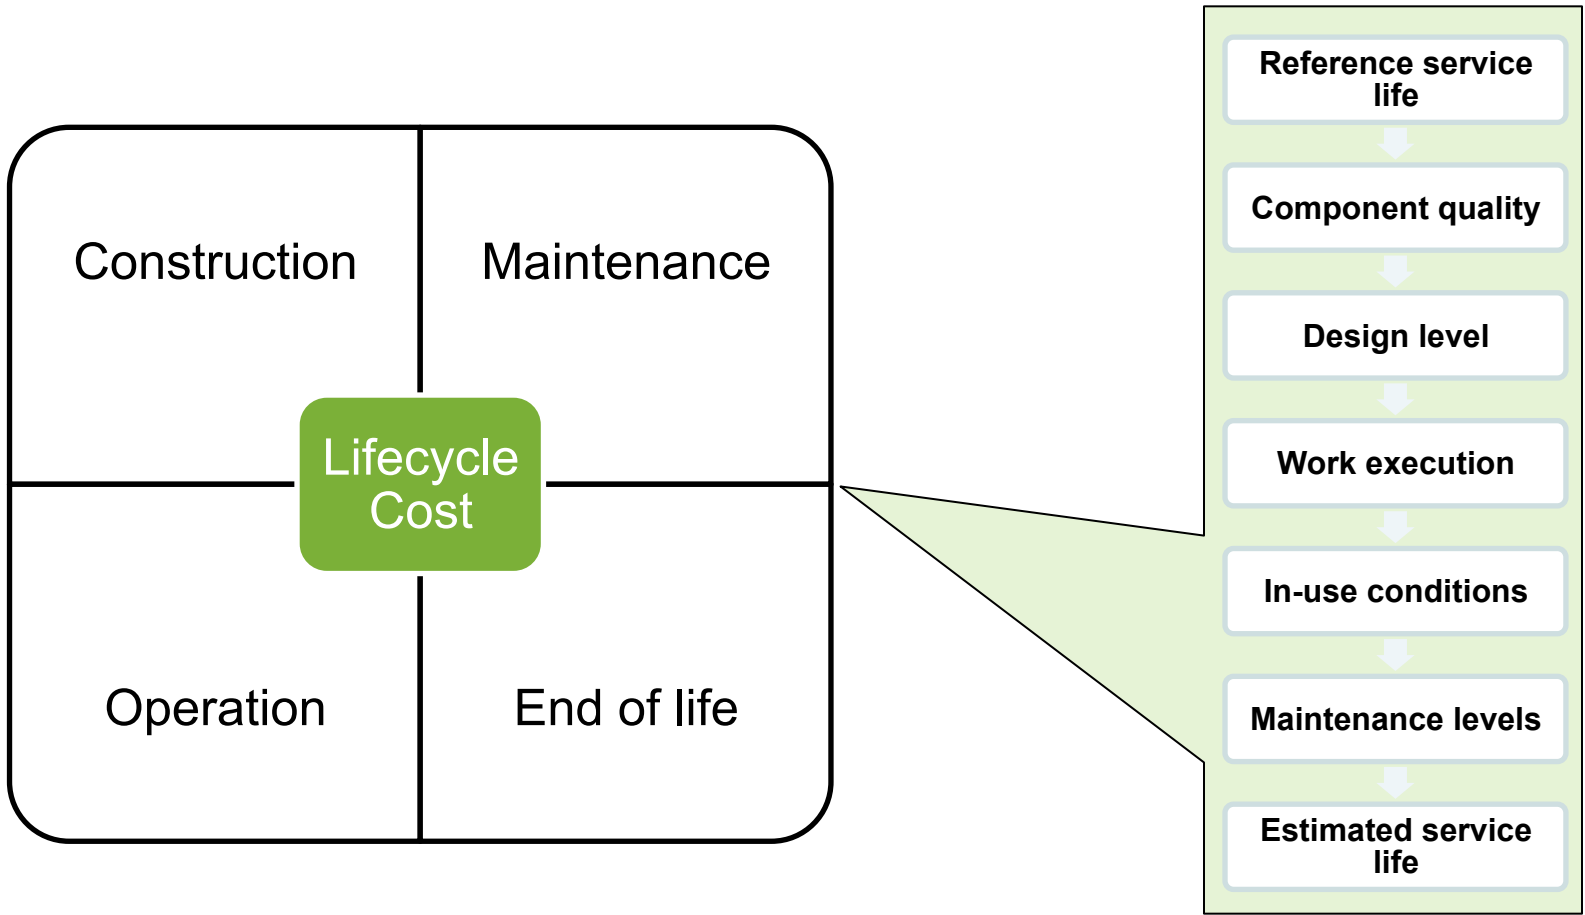 Construction
Maintenance
Lifecycle
Cost
Operation
End of life
Reference service
life
Component quality
Design level
Work execution
In-use conditions
Maintenance levels
Estimated service
life